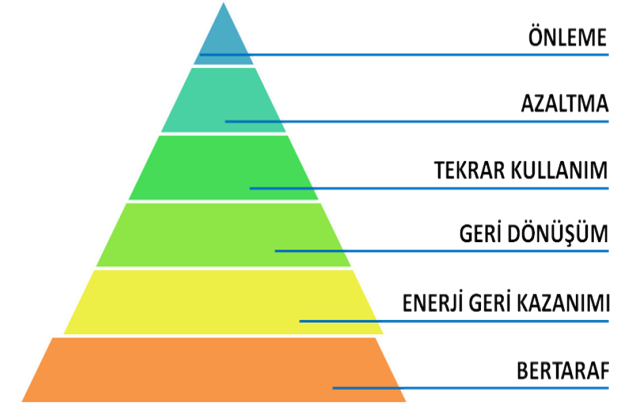 ÖNLEME
AZALTMA
TEKRAR KULLANIM
GERİ DÖNÜŞÜM
ENERJİ GERİ KAZANIMI
BERTARAF